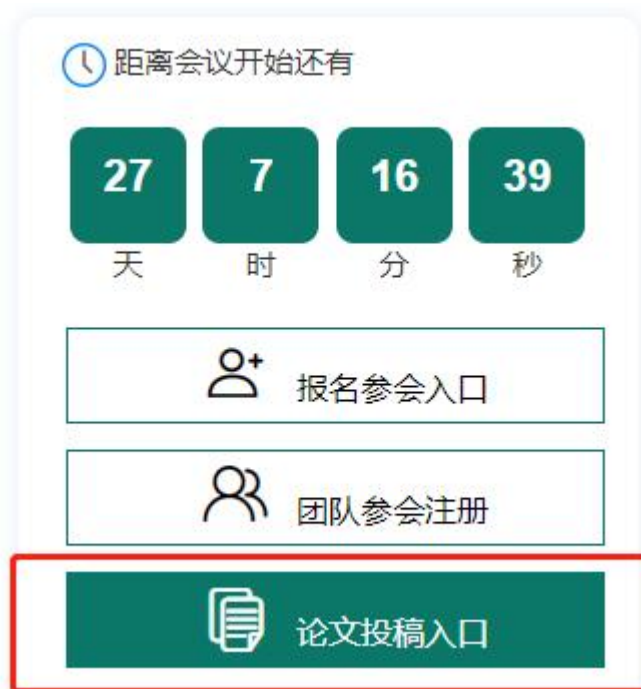 距离会议开始还有
27 7 16 39
天 时 分 秒
报名参会入口
团队参会注册
论文投稿入口